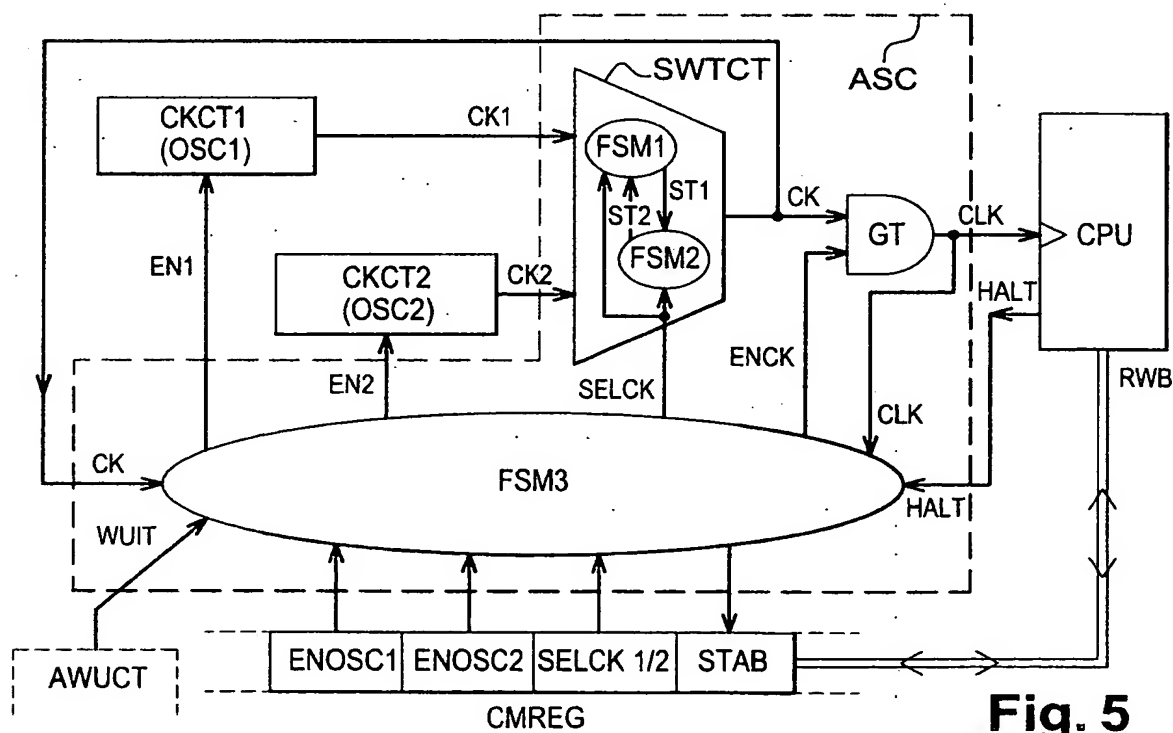 SWTCT
ASC
CKCT1
(OSC1)
CK1
FSM1
ST1
ST2
FSM2
CK
GT
CLK
CPU
EN1
CKCT2
(OSC2)
CK2
HALT
EN2
SELCK
ENCK
CLK
RWB
CK
FSM3
HALT
WUIT
AWUCT
ENOSC1 ENOSC2 SELCK 1/2 STAB
CMREG
Fig. 5